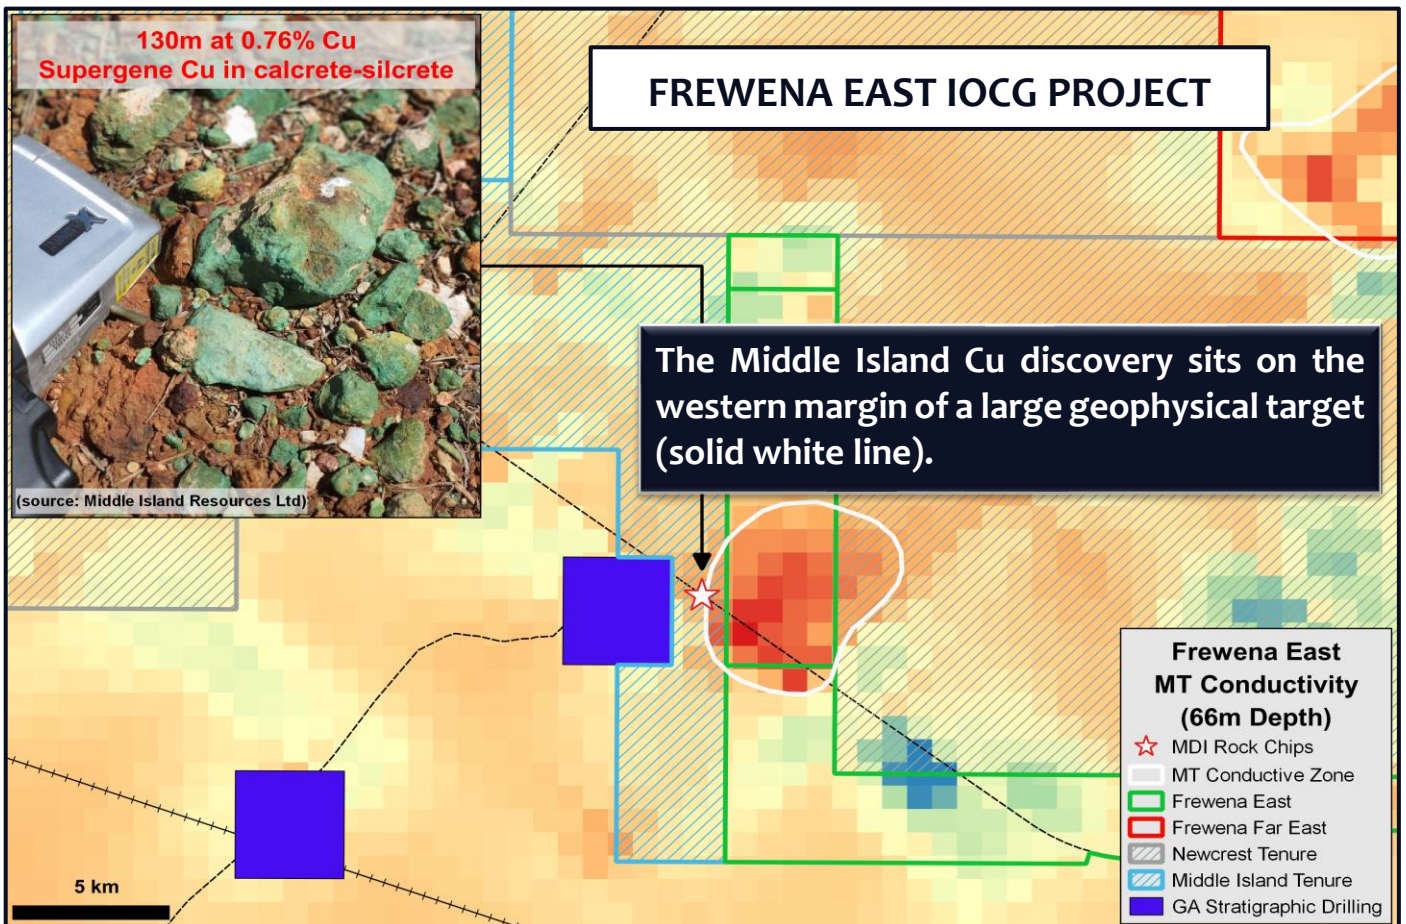 130m at 0.76% Cu
Supergene Cu in calcrete-silcrete
(source: Middle Island Resources Ltd)
FREWENA EAST IOCG PROJECT
The Middle Island Cu discovery sits on the
western margin of a large geophysical target
(solid white line).
Frewena East
MT Conductivity
(66m Depth)
MDI Rock Chips
MT Conductive Zone
Frewena East
Frewena Far East
Newcrest Tenure
Middle Island Tenure
GA Stratigraphic Drilling
5 km